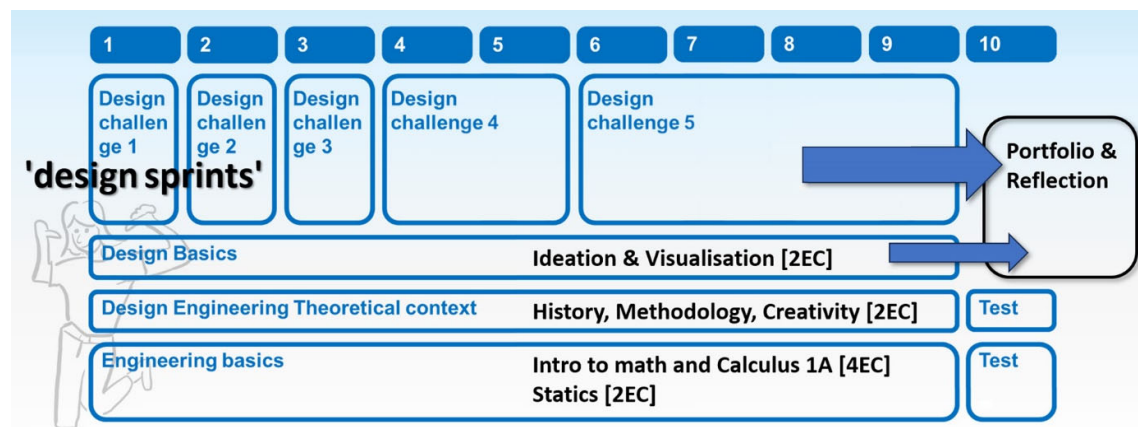 1 2 3 4 5 6 7 8 9 10
Design
challen
ge 1
Design
challen
ge 2
Design
challen
ge 3
Design
challenge 4
Design
challenge 5
'design sprints'
Portfolio &
Reflection
Design Basics Ideation & Visualisation [2EC]
Design Engineering Theoretical context History, Methodology, Creativity [2EC] Test
Engineering basics Intro to math and Calculus 1A [4EC] Test
Statics [2EC]